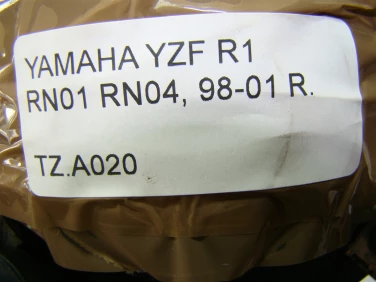 YAMAHA YZF R1
RN01 RN04, 98-01 R.
TZ.A020